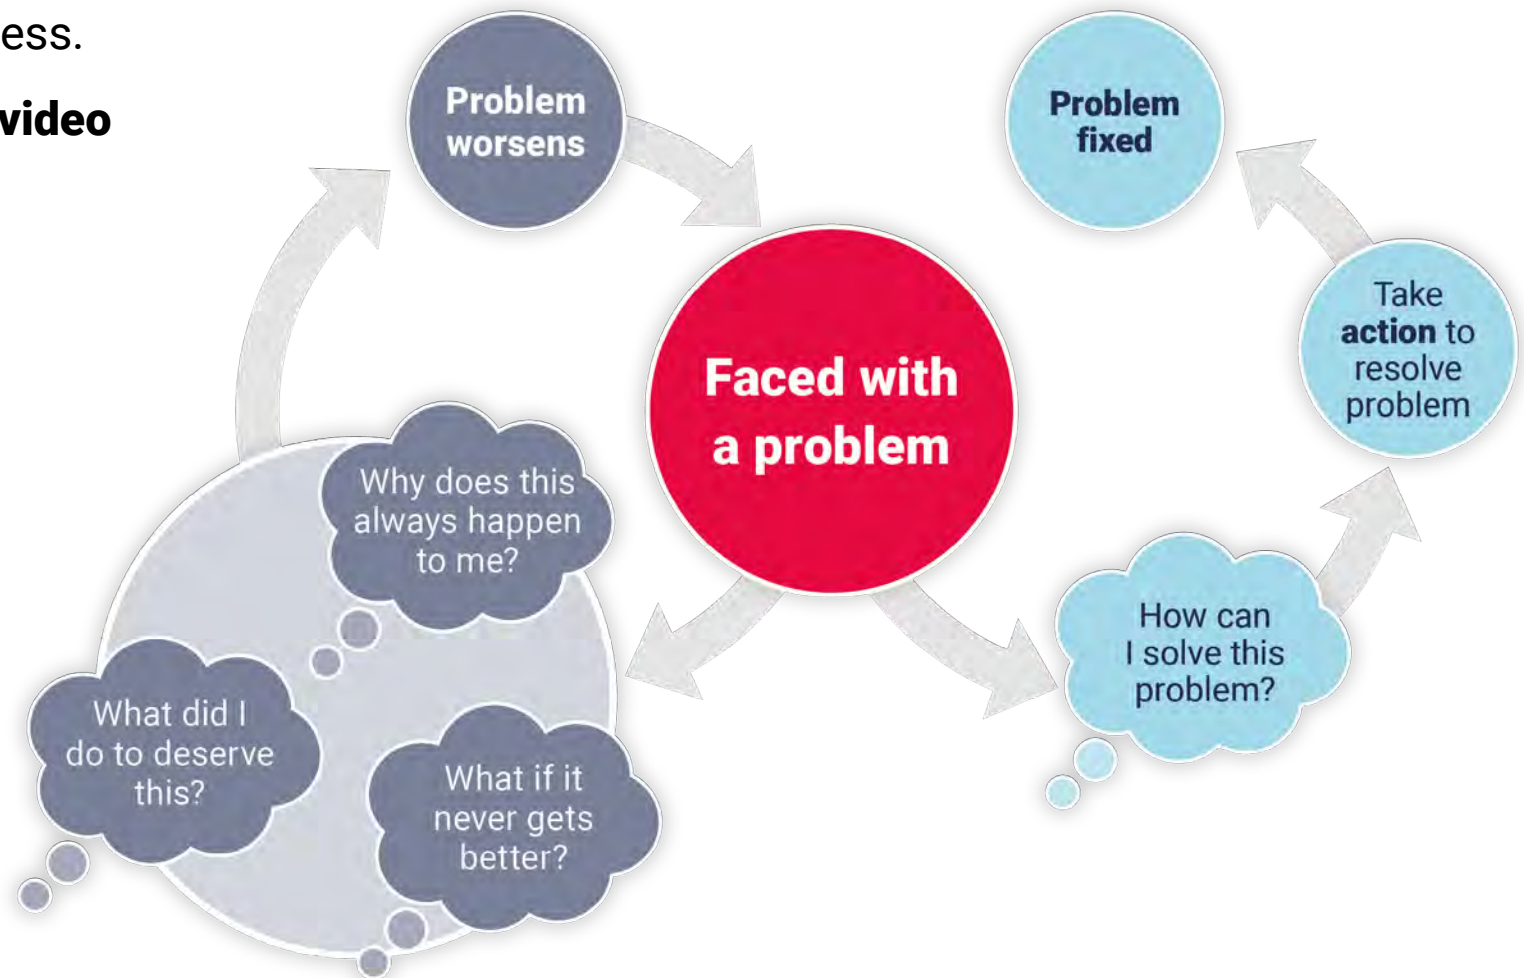 ess.
video
Problem
worsens
Problem
fixed
Faced with
a problem
Take
action to
resolve
problem
Why does this
always happen
to me?
How can
I solve this
problem?
What did I
do to deserve
this?
What if it
never gets
better?